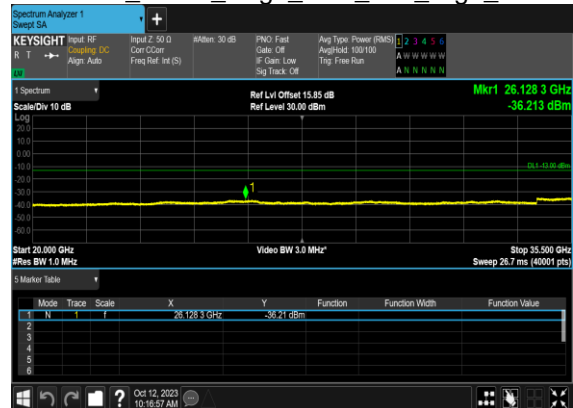 Spectrum Analyzer 1
Swept SA
KEYSIGHT
R T
LW
Input: RF
Coupling: DC
Align: Auto
Input Z: 50 Ω
Corr CCorr
Freq Ref: Int (S)
#Atten: 30 dB
PNO: Fast
Gate: Off
IF Gain: Low
Sig Track: Off
Avg Type: Power (RMS)
Avg|Hold: 100/100
Trig: Free Run
1 2 3 4 5 6
A W W W W W
A N N N N N
1 Spectrum
Scale/Div 10 dB
Ref Lvl Offset 15.85 dB
Ref Level 30.00 dBm
Mkr1 26.128 3 GHz
-36.213 dBm
Log
20.0
10.0
0.00
-10.0
DL1 -13.00 dBm
-20.0
-30.0
1
-40.0
-50.0
-60.0
Start 20.000 GHz
#Res BW 1.0 MHz
Video BW 3.0 MHz*
Stop 35.500 GHz
Sweep 26.7 ms (40001 pts)
5 Marker Table
Mode Trace Scale X Y Function Function Width Function Value
1 N 1 f 26.128 3 GHz -36.21 dBm
2
3
4
5
6
?
Oct 12, 2023
10:16:57 AM